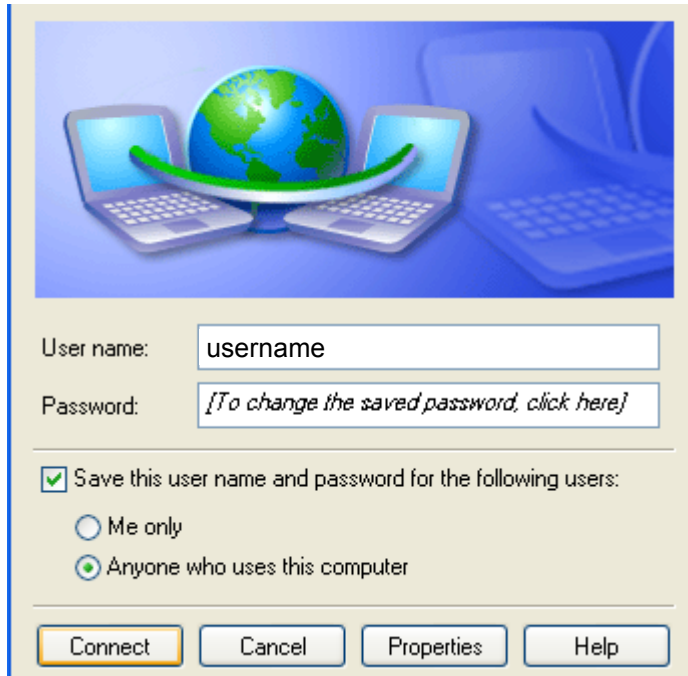 User name: username
Password: [To change the saved password, click here]
Save this user name and password for the following users:
Me only
Anyone who uses this computer
Connect Cancel Properties Help